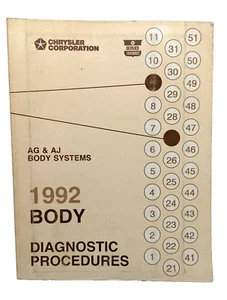 CHRYSLER
CORPORATION
SERVICE
TRAINING
AG & AJ
BODY SYSTEMS
1992
BODY
DIAGNOSTIC
PROCEDURES
11 51
31
10 50
30
49
29
8 48
28
7 47
6 46
26
5 45
25
4 44
24
3 43
23
2 42
22
1 41
21